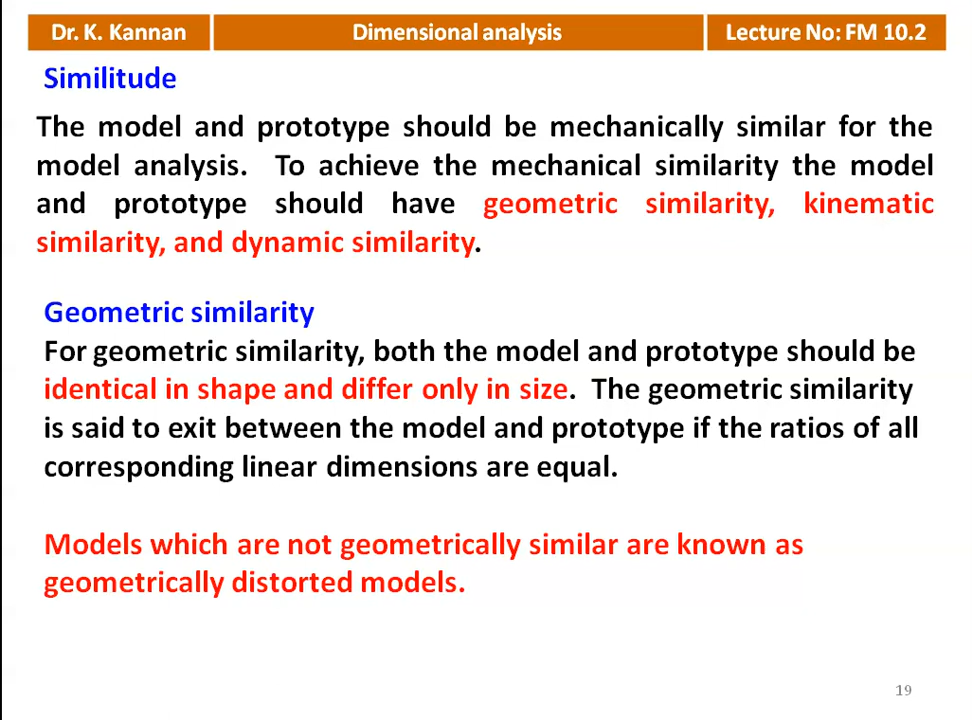 Dr. K. Kannan
Dimensional analysis
Lecture No: FM 10.2
Similitude
The model and prototype should be mechanically similar for the
model analysis. To achieve the mechanical similarity the model
and prototype should have geometric similarity, kinematic
similarity, and dynamic similarity.
Geometric similarity
For geometric similarity, both the model and prototype should be
identical in shape and differ only in size. The geometric similarity
is said to exit between the model and prototype if the ratios of all
corresponding linear dimensions are equal.
Models which are not geometrically similar are known as
geometrically distorted models.
19